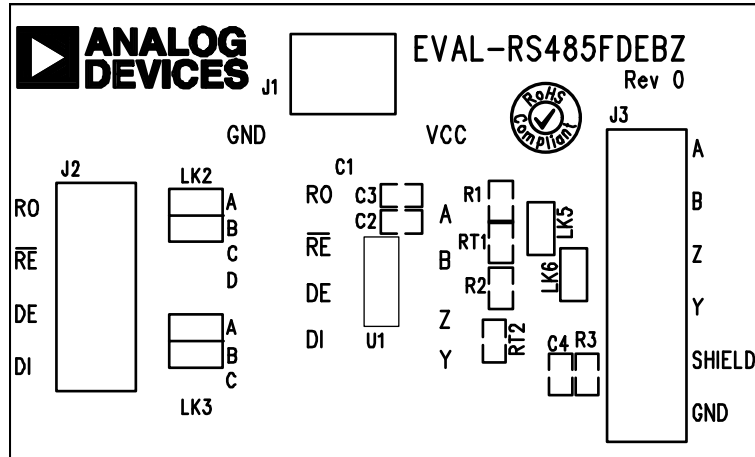 ANALOG
DEVICES
J1
EVAL-RS485FDEBZ
Rev 0
RoHS
Compliant
GND
VCC
J3
J2
LK2
C1
A
B
Z
Y
SHIELD
GND
RO
RE
DE
DI
A
B
C
D
RO
RE
DE
DI
C3
C2
U1
A
B
Z
Y
R1
RT1
R2
RT2
LK5
LK6
C4
R3
A
B
C
LK3